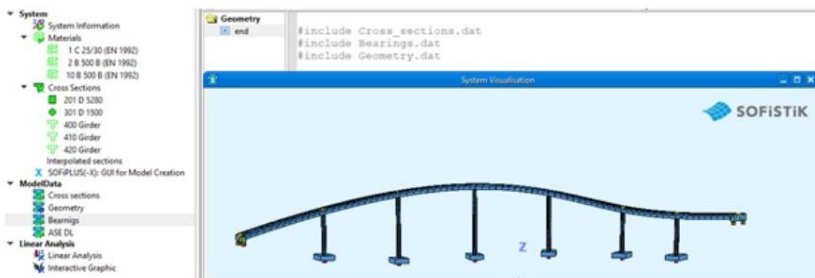 System
System Information
Materials
1 C 25/30 (EN 1992)
2 B 500 B (EN 1992)
10 B 500 B (EN 1992)
Cross Sections
201 D 5280
301 D 1500
400 Girder
410 Girder
420 Girder
Interpolated sections
SOFiPLUS(-X): GUI for Model Creation
ModelData
Cross sections
Geometry
Bearnigs
ASE DL
Linear Analysis
Linear Analysis
Interactive Graphic
Geometry
end
#include Cross_sections.dat
#include Bearings.dat
#include Geometry.dat
System Visualisation
SOFiSTiK
Z